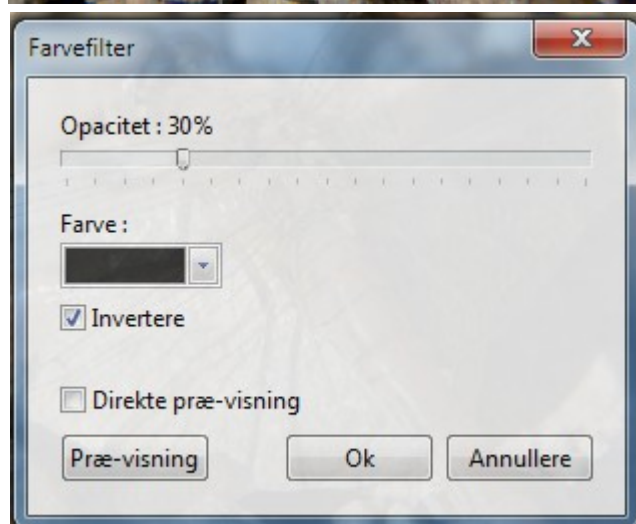 Farvefilter
Opacitet : 30%
Farve :
Invertere
Direkte præ-visning
Præ-visning Ok Annullere